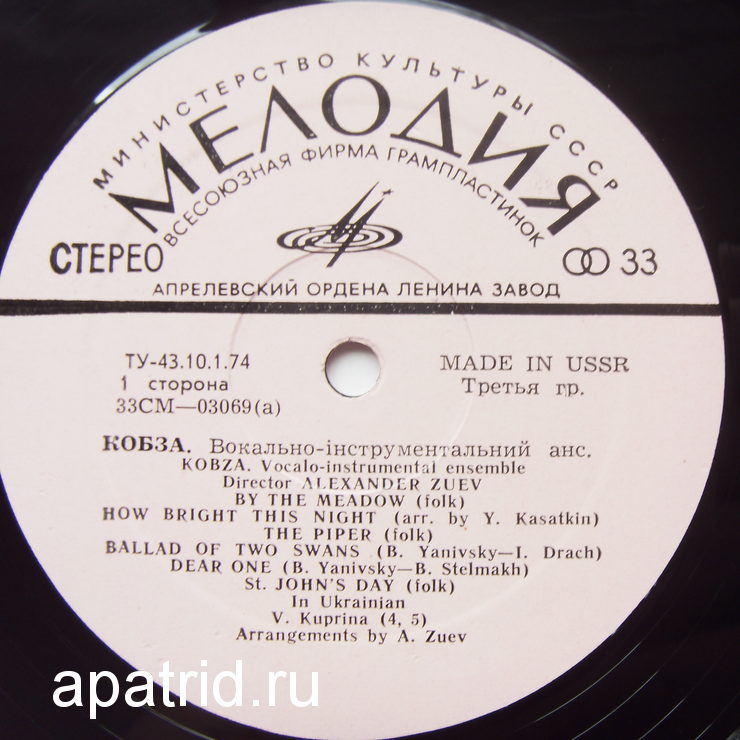 МИНИСТЕРСТВО КУЛЬТУРЫ СССР
МЕЛОДИЯ
ВСЕСОЮЗНАЯ ФИРМА ГРАМПЛАСТИНОК
СТЕРЕО
33
АПРЕЛЕВСКИЙ ОРДЕНА ЛЕНИНА ЗАВОД
ТУ-43.10.1.74
MADE IN USSR
1 сторона
Третья гр.
33СМ—03069(а)
КОБЗА. Вокально-інструментальний анс.
KOBZA. Vocalo-instrumental ensemble
Director ALEXANDER ZUEV
BY THE MEADOW (folk)
HOW BRIGHT THIS NIGHT (arr. by Y. Kasatkin)
THE PIPER (folk)
BALLAD OF TWO SWANS (B. Yanivsky—I. Drach)
DEAR ONE (B. Yanivsky—B. Stelmakh)
St. JOHN'S DAY (folk)
In Ukrainian
V. Kuprina (4, 5)
Arrangements by A. Zuev
apatrid.ru